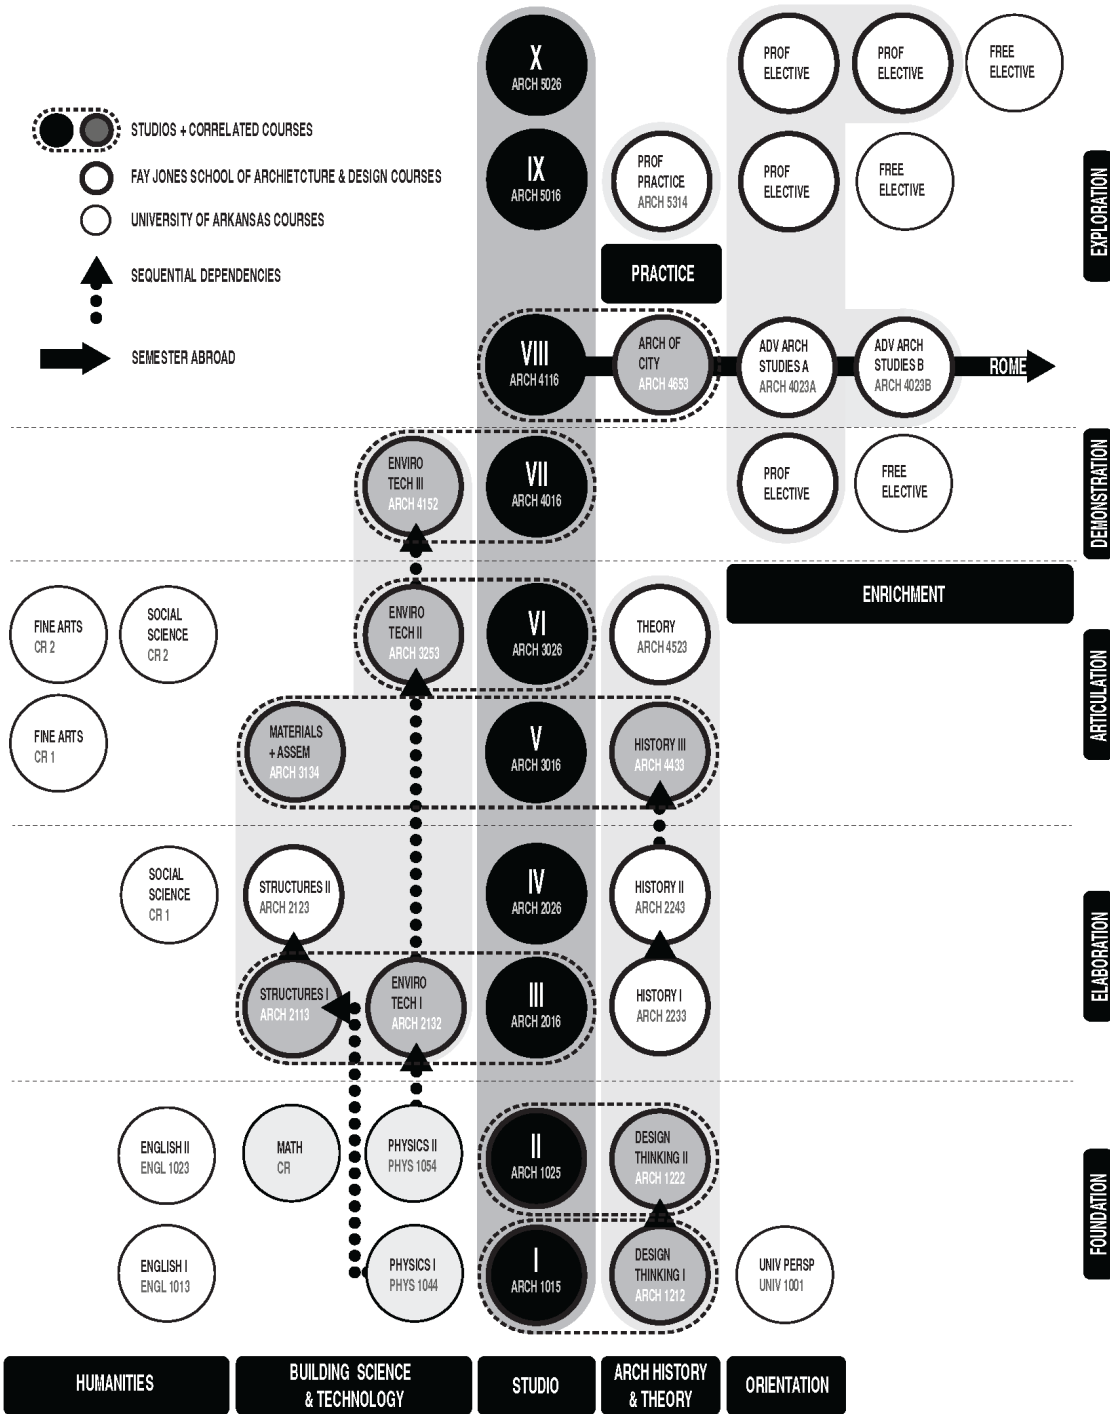 X
ARCH 5026
PROF
ELECTIVE
PROF
ELECTIVE
FREE
ELECTIVE
STUDIOS + CORRELATED COURSES
FAY JONES SCHOOL OF ARCHIETCTURE & DESIGN COURSES
UNIVERSITY OF ARKANSAS COURSES
SEQUENTIAL DEPENDENCIES
SEMESTER ABROAD
IX
ARCH 5016
PROF
PRACTICE
ARCH 5314
PROF
ELECTIVE
FREE
ELECTIVE
EXPLORATION
PRACTICE
VIII
ARCH 4116
ARCH OF
CITY
ARCH 4653
ADV ARCH
STUDIES A
ARCH 4023A
ADV ARCH
STUDIES B
ARCH 4023B
ROME
ENVIRO
TECH III
ARCH 4152
VII
ARCH 4016
PROF
ELECTIVE
FREE
ELECTIVE
DEMONSTRATION
ENRICHMENT
FINE ARTS
CR 2
SOCIAL
SCIENCE
CR 2
ENVIRO
TECH II
ARCH 3253
VI
ARCH 3026
THEORY
ARCH 4523
ARTICULATION
FINE ARTS
CR 1
MATERIALS
+ ASSEM
ARCH 3134
V
ARCH 3016
HISTORY III
ARCH 4433
SOCIAL
SCIENCE
CR 1
STRUCTURES II
ARCH 2123
IV
ARCH 2026
HISTORY II
ARCH 2243
ELABORATION
STRUCTURES I
ARCH 2113
ENVIRO
TECH I
ARCH 2132
III
ARCH 2016
HISTORY I
ARCH 2233
ENGLISH II
ENGL 1023
MATH
CR
PHYSICS II
PHYS 1054
II
ARCH 1025
DESIGN
THINKING II
ARCH 1222
FOUNDATION
ENGLISH I
ENGL 1013
PHYSICS I
PHYS 1044
I
ARCH 1015
DESIGN
THINKING I
ARCH 1212
UNIV PERSP
UNIV 1001
HUMANITIES
BUILDING SCIENCE
& TECHNOLOGY
STUDIO
ARCH HISTORY
& THEORY
ORIENTATION